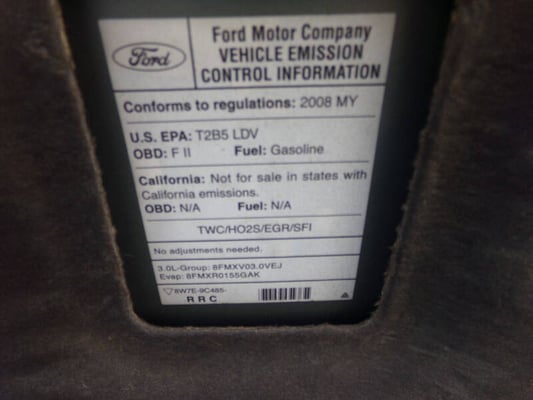 Ford
Ford Motor Company
VEHICLE EMISSION
CONTROL INFORMATION
Conforms to regulations: 2008 MY
U.S. EPA: T2B5 LDV
OBD: F II Fuel: Gasoline
California: Not for sale in states with
California emissions.
OBD: N/A Fuel: N/A
TWC/HO2S/EGR/SFI
No adjustments needed.
3.0L-Group: 8FMXV03.0VEJ
Evap: 8FMXR0155GAK
8W7E-9C485-
R R C